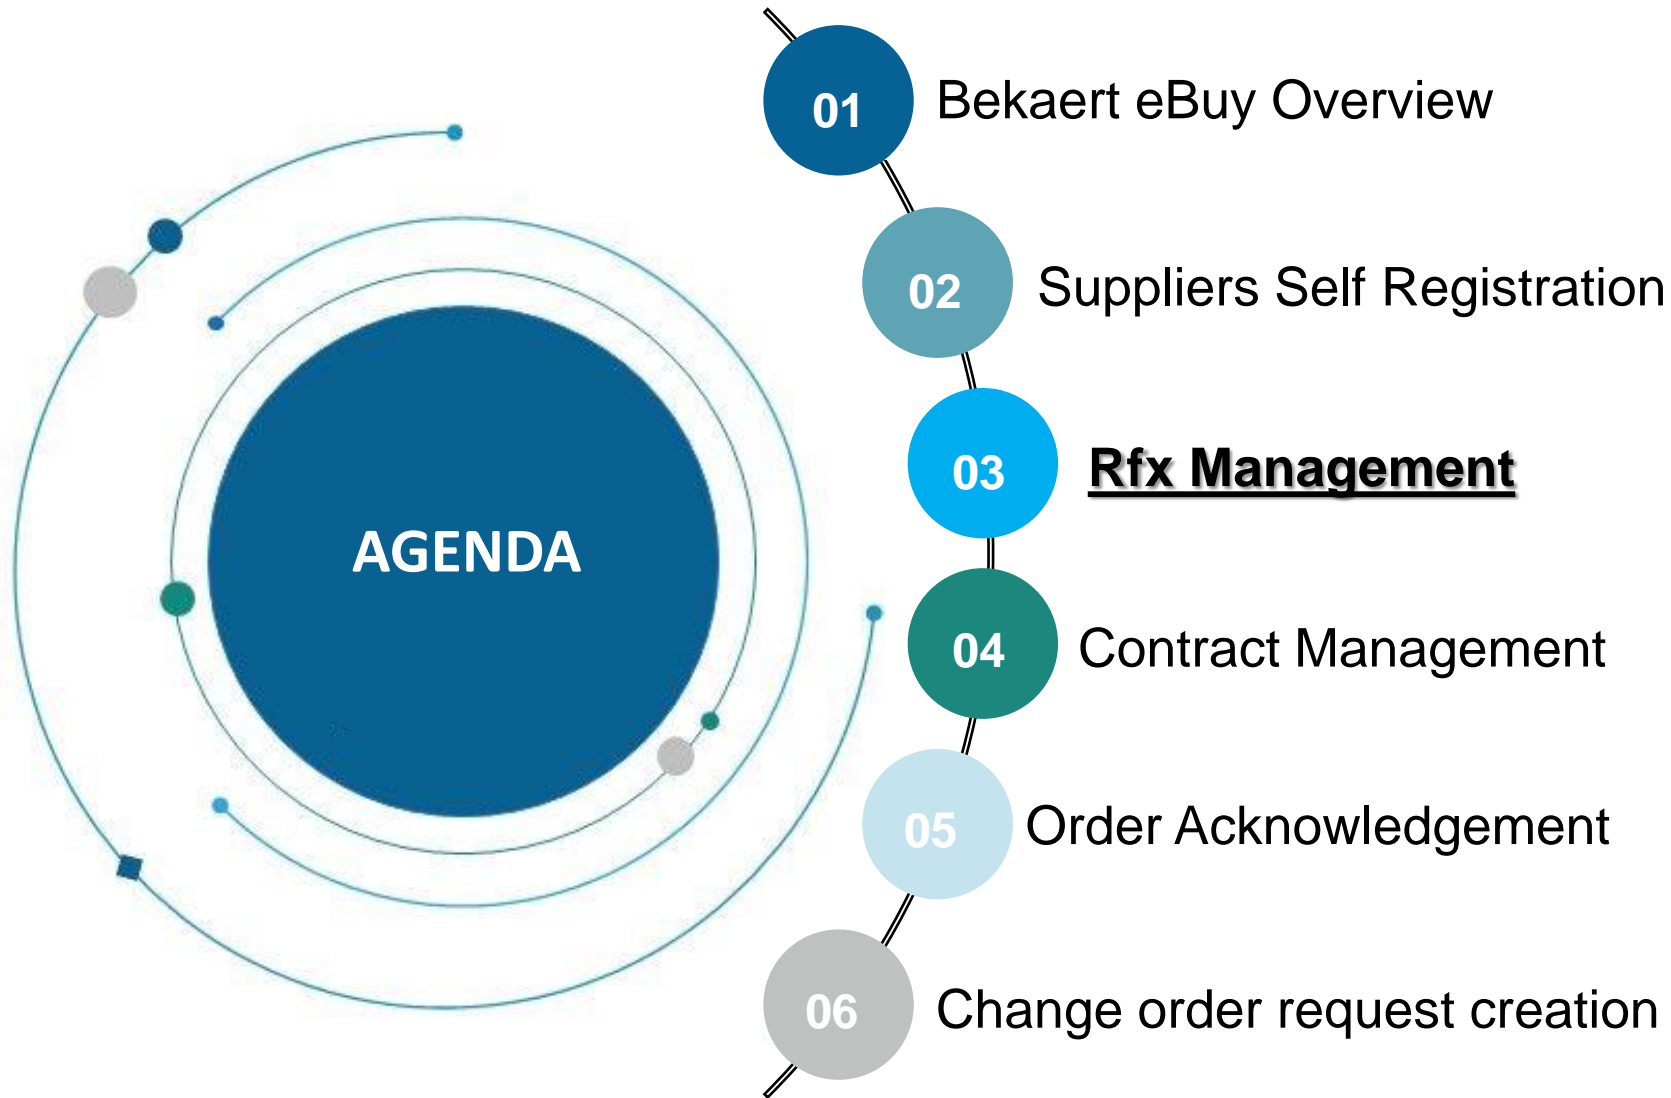 AGENDA
01 Bekaert eBuy Overview
02 Suppliers Self Registration
03 Rfx Management
04 Contract Management
05 Order Acknowledgement
06 Change order request creation